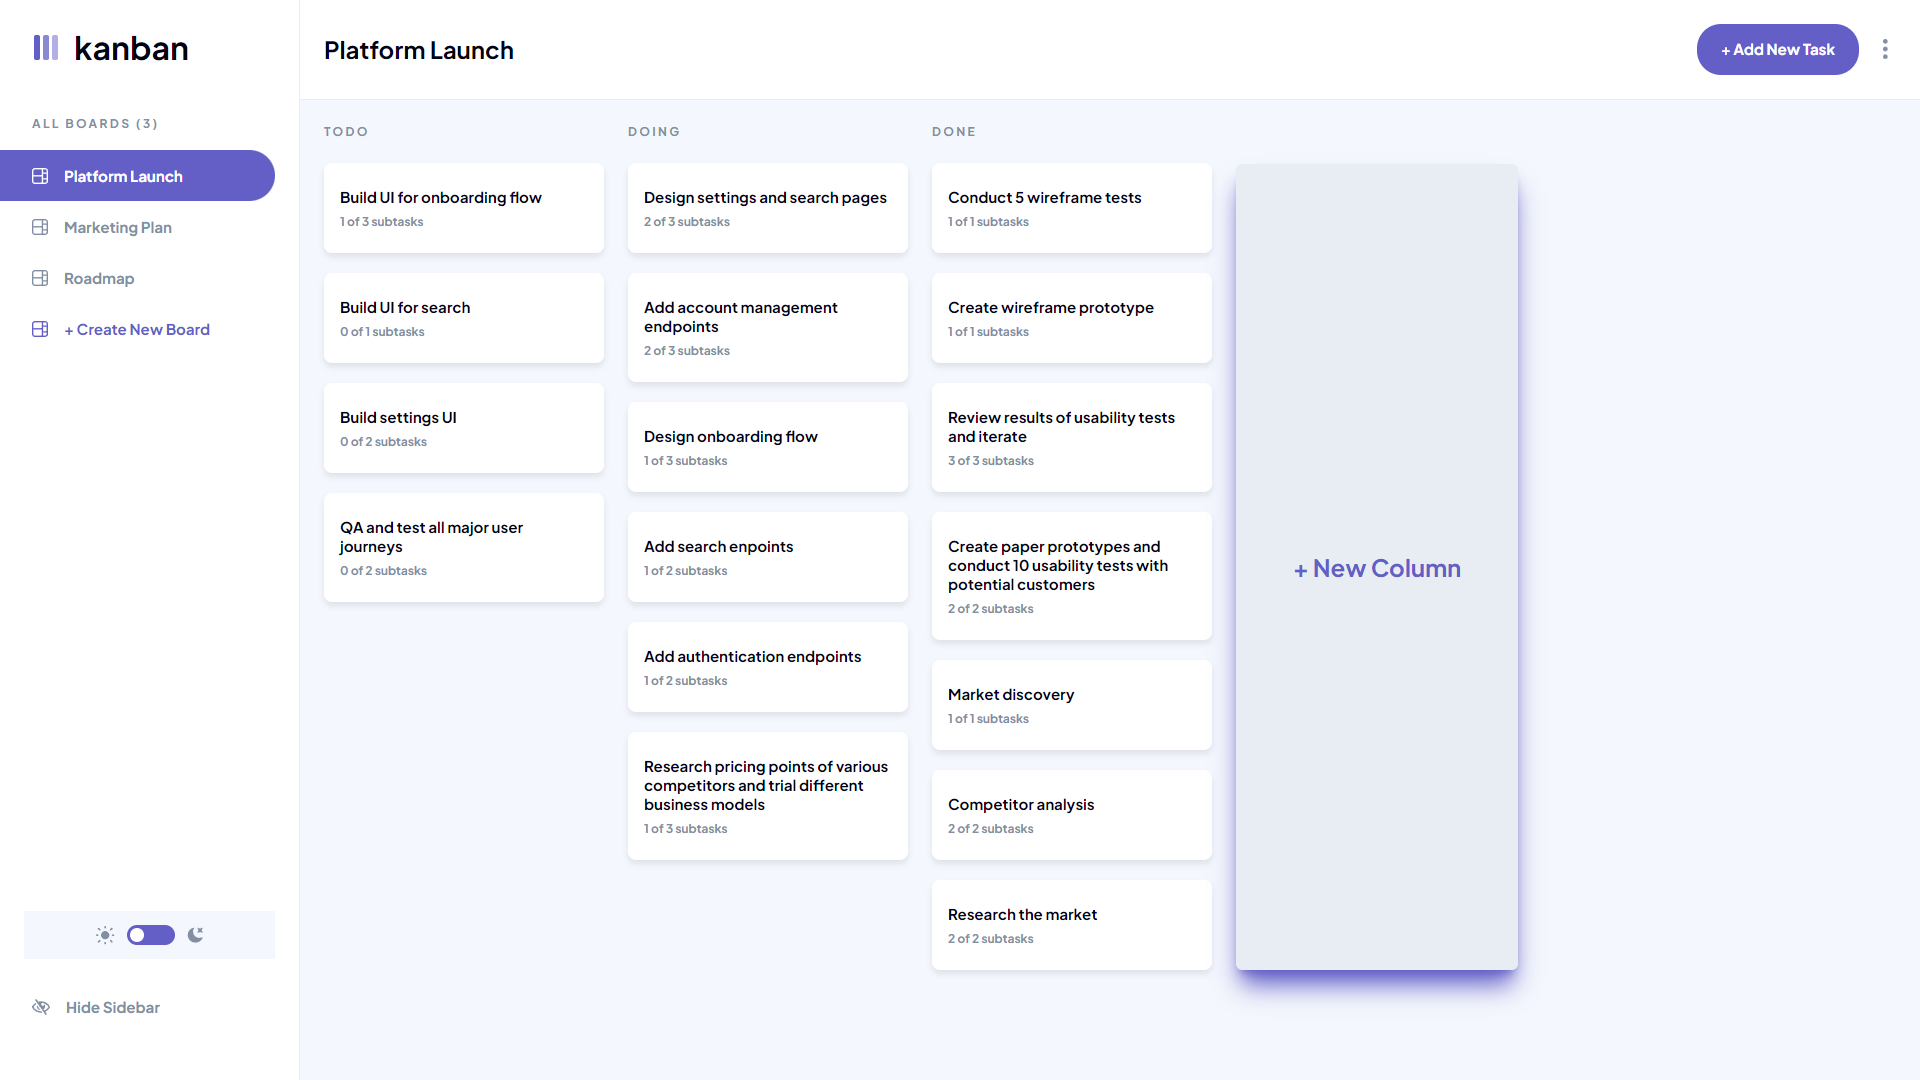 kanban
ALL BOARDS (3)
Platform Launch
Marketing Plan
Roadmap
+ Create New Board
Hide Sidebar
Platform Launch
+ Add New Task
TODO
Build UI for onboarding flow
1 of 3 subtasks
Build UI for search
0 of 1 subtasks
Build settings UI
0 of 2 subtasks
QA and test all major user
journeys
0 of 2 subtasks
DOING
Design settings and search pages
2 of 3 subtasks
Add account management
endpoints
2 of 3 subtasks
Design onboarding flow
1 of 3 subtasks
Add search enpoints
1 of 2 subtasks
Add authentication endpoints
1 of 2 subtasks
Research pricing points of various
competitors and trial different
business models
1 of 3 subtasks
DONE
Conduct 5 wireframe tests
1 of 1 subtasks
Create wireframe prototype
1 of 1 subtasks
Review results of usability tests
and iterate
3 of 3 subtasks
Create paper prototypes and
conduct 10 usability tests with
potential customers
2 of 2 subtasks
Market discovery
1 of 1 subtasks
Competitor analysis
2 of 2 subtasks
Research the market
2 of 2 subtasks
+ New Column